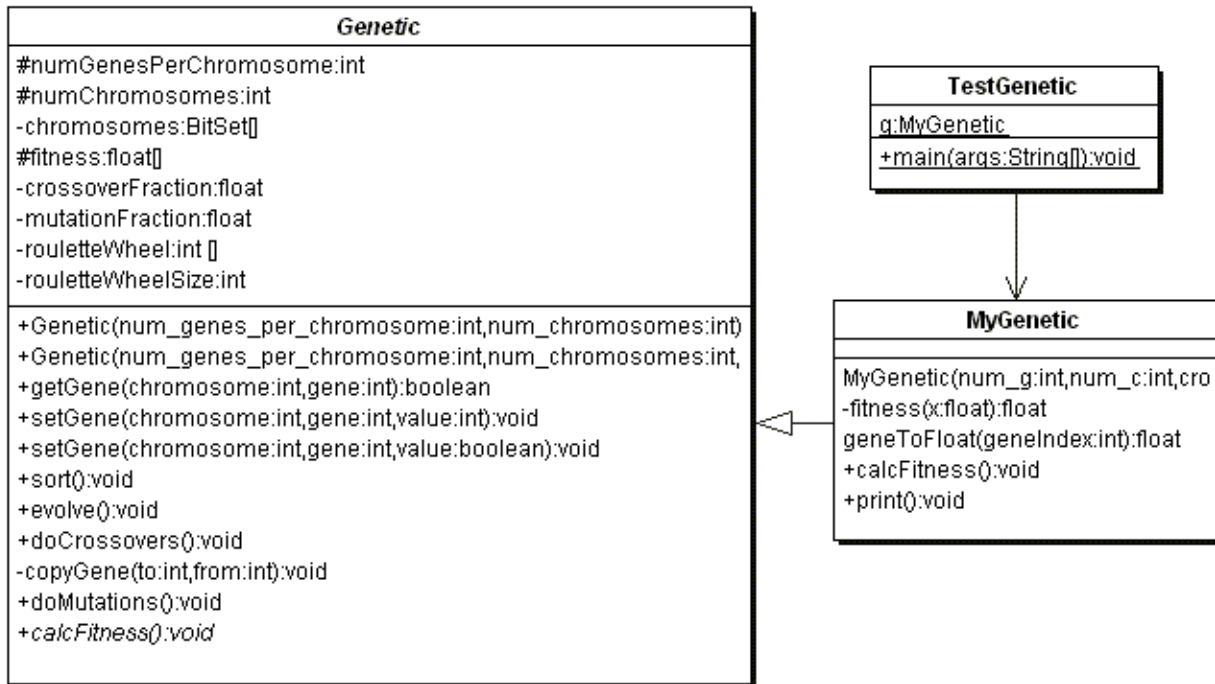 Genetic
#numGenesPerChromosome:int
#numChromosomes:int
-chromosomes:BitSet[]
#fitness:float[]
-crossoverFraction:float
-mutationFraction:float
-rouletteWheel:int []
-rouletteWheelSize:int
+Genetic(num_genes_per_chromosome:int,num_chromosomes:int)
+Genetic(num_genes_per_chromosome:int,num_chromosomes:int,
+getGene(chromosome:int,gene:int):boolean
+setGene(chromosome:int,gene:int,value:int):void
+setGene(chromosome:int,gene:int,value:boolean):void
+sort():void
+evolve():void
+doCrossovers():void
-copyGene(to:int,from:int):void
+doMutations():void
+calcFitness():void
TestGenetic
g:MyGenetic
+main(args:String[]):void
MyGenetic
MyGenetic(num_g:int,num_c:int,cro
-fitness(x:float):float
geneToFloat(geneIndex:int):float
+calcFitness():void
+print():void